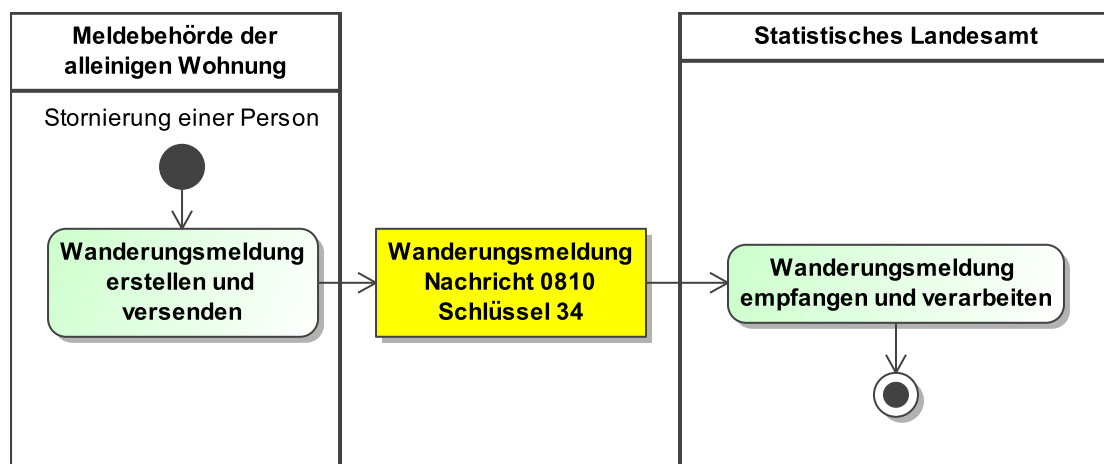 Meldebehörde der
alleinigen Wohnung
Statistisches Landesamt
Stornierung einer Person
Wanderungsmeldung
erstellen und
versenden
Wanderungsmeldung
Nachricht 0810
Schlüssel 34
Wanderungsmeldung
empfangen und verarbeiten